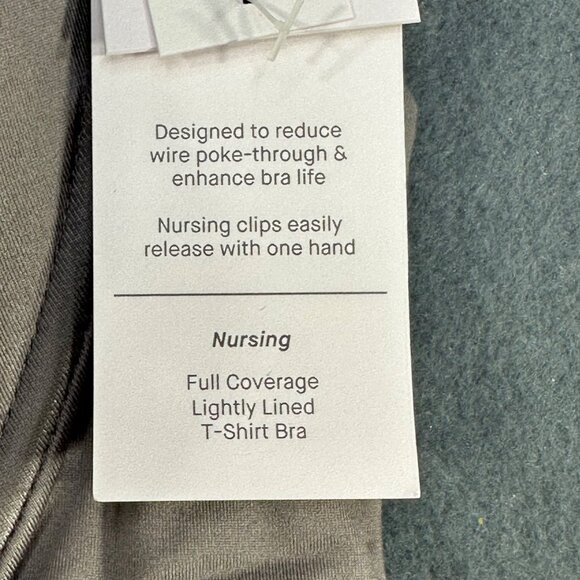 Designed to reduce
wire poke-through &
enhance bra life
Nursing clips easily
release with one hand
Nursing
Full Coverage
Lightly Lined
T-Shirt Bra